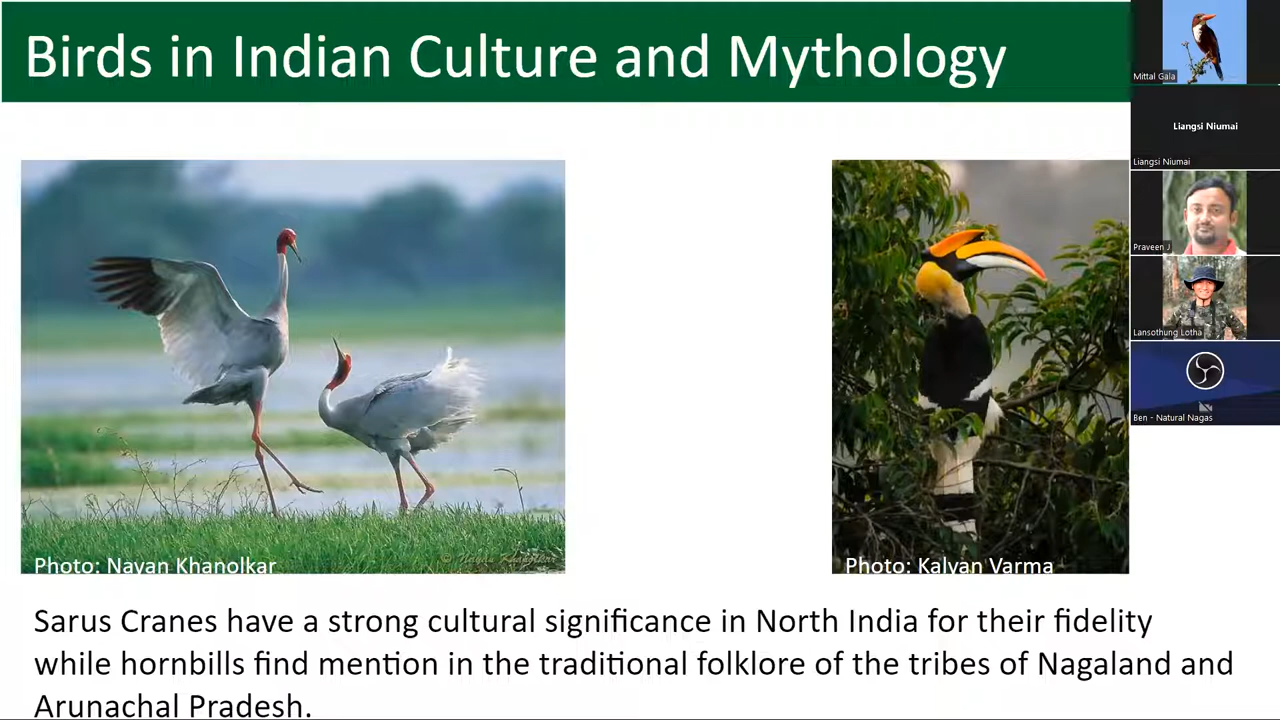 Birds in Indian Culture and Mythology
Mittal Gala
Liangsi Niumai
Liangsi Niumai
Praveen J
Lansothung Lotha
Ben - Natural Nagas
Photo: Nayan Khanolkar
© Nayan Khanolkar
Photo: Kalyan Varma
Sarus Cranes have a strong cultural significance in North India for their fidelity
while hornbills find mention in the traditional folklore of the tribes of Nagaland and
Arunachal Pradesh.